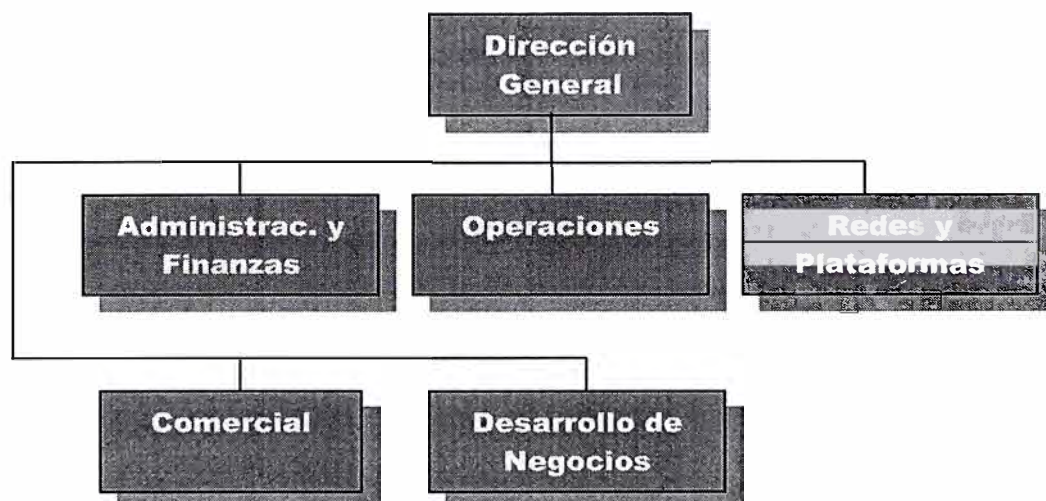 Dirección
General
Administrac. y
Finanzas
Operaciones
Redes y
Plataformas
Comercial
Desarrollo de
Negocios